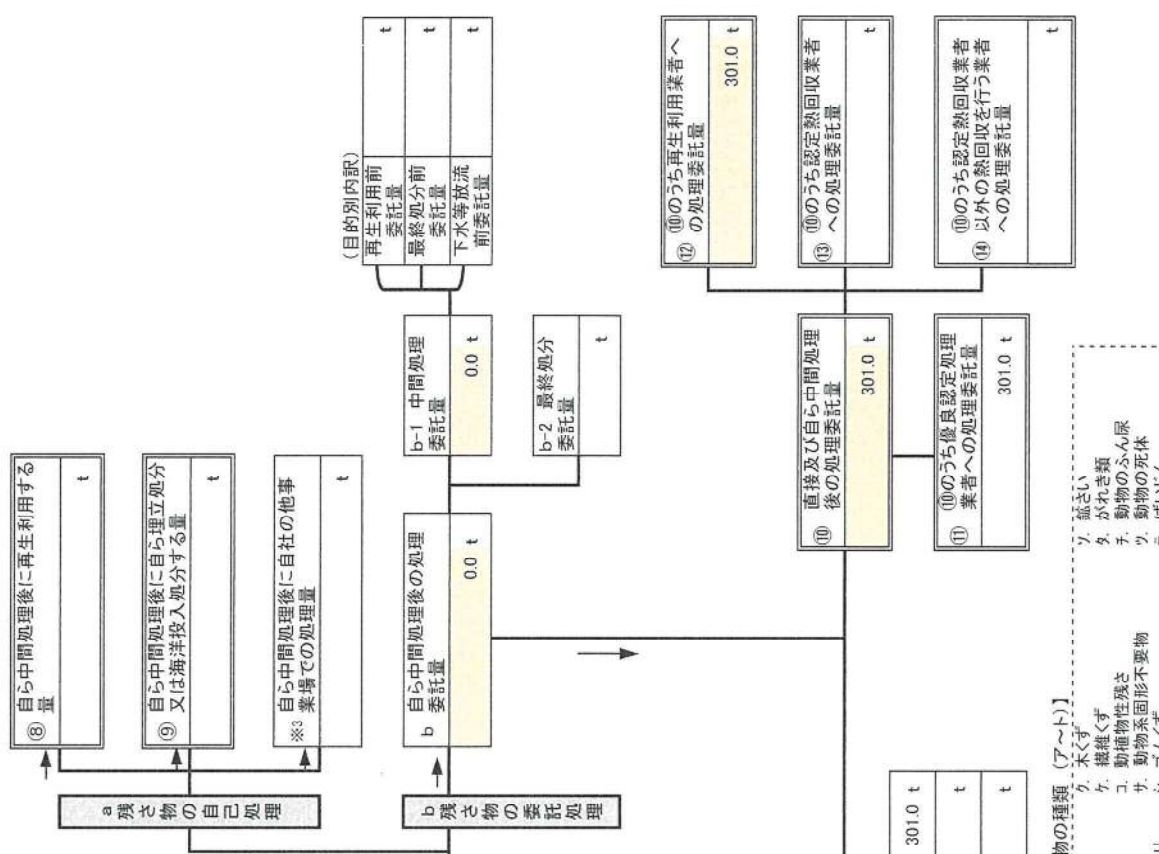 ⑧ 自ら中間処理後に再生利用する
量
t
⑨ 自ら中間処理後に自ら埋立処分
又は海洋投入処分する量
t
※3 自ら中間処理後に自社の他事
業場での処理量
t
a
残さ物の自己処理
b
残さ物の委託処理
b 自ら中間処理後の処理
委託量
0.0 t
b-1 中間処理
委託量
0.0 t
b-2 最終処分
委託量
t
(目的別内訳)
再生利用前
委託量
t
最終処分前
委託量
t
下水等放流
前委託量
t
⑩ 直接及び自ら中間処理
後の処理委託量
301.0 t
⑪ ⑩のうち優良認定処理
業者への処理委託量
301.0 t
⑫ ⑩のうち再生利用業者へ
の処理委託量
301.0 t
⑬ ⑩のうち認定熱回収業者
への処理委託量
t
⑭ ⑩のうち認定熱回収業者
以外の熱回収を行う業者
への処理委託量
t
301.0 t
t
t
物の種類 (ア~ト)】
ク. 木くず
ケ. 繊維くず
コ. 動植物性残さ
サ. 動物系固形不要物
ソ. 鉱さい
タ. がれき類
チ. 動物のふん尿
ツ. 動物の死体